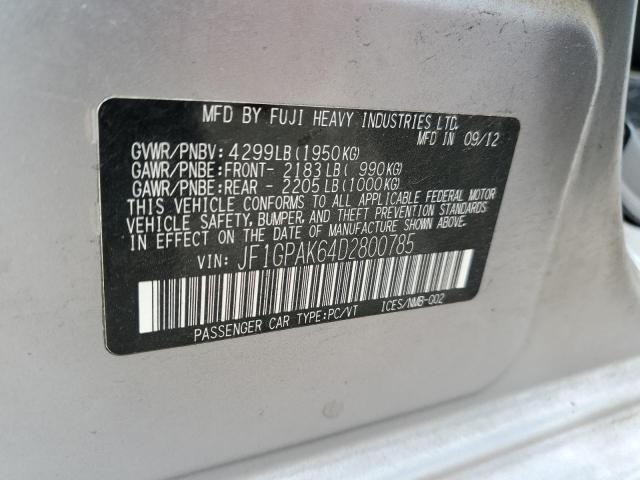 MFD BY FUJI HEAVY INDUSTRIES LTD.
MFD IN 09/12
GVWR/PNBV: 4299LB(1950KG)
GAWR/PNBE:FRONT- 2183LB( 990KG)
GAWR/PNBE:REAR - 2205LB(1000KG)
THIS VEHICLE CONFORMS TO ALL APPLICABLE FEDERAL MOTOR
VEHICLE SAFETY, BUMPER, AND THEFT PREVENTION STANDARDS
IN EFFECT ON THE DATE OF MANUFACTURE SHOWN ABOVE.
VIN: JF1GPAK64D2800785
PASSENGER CAR TYPE:PC/VT ICES/NMB-002